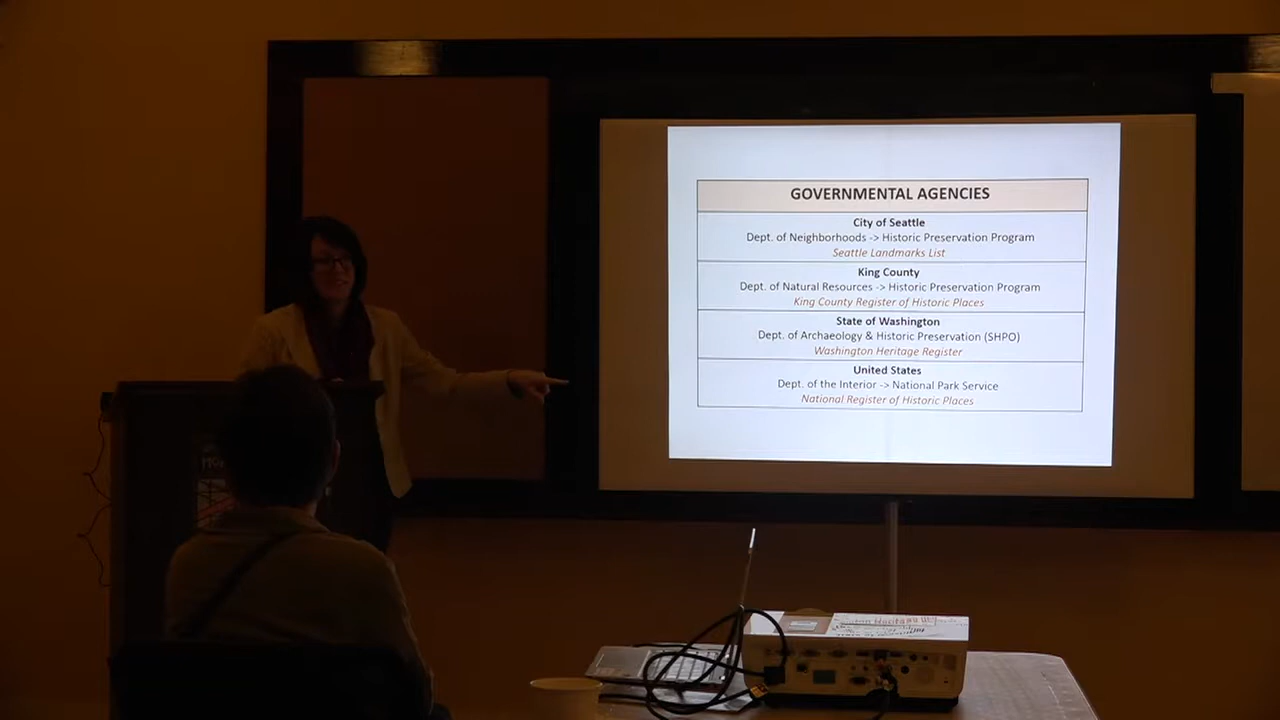 GOVERNMENTAL AGENCIES
City of Seattle
Dept. of Neighborhoods -> Historic Preservation Program
Seattle Landmarks List
King County
Dept. of Natural Resources -> Historic Preservation Program
King County Register of Historic Places
State of Washington
Dept. of Archaeology & Historic Preservation (SHPO)
Washington Heritage Register
United States
Dept. of the Interior -> National Park Service
National Register of Historic Places